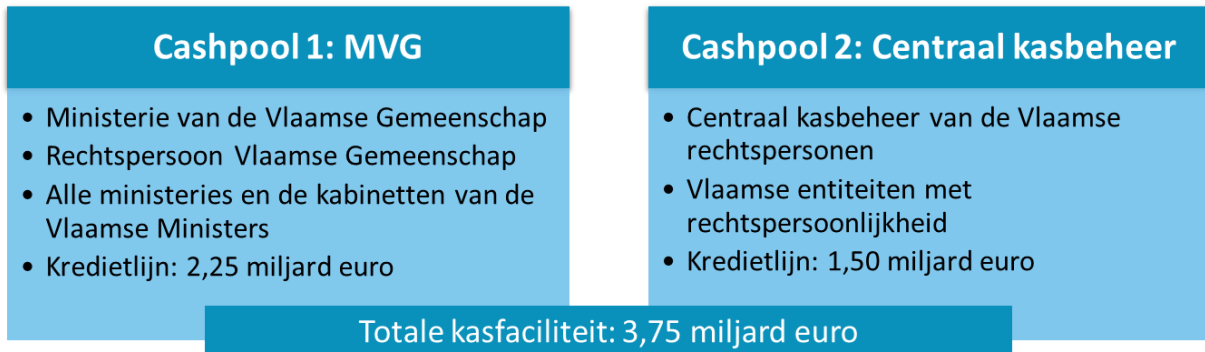 Cashpool 1: MVG
• Ministerie van de Vlaamse Gemeenschap
• Rechtspersoon Vlaamse Gemeenschap
• Alle ministeries en de kabinetten van de
Vlaamse Ministers
• Kredietlijn: 2,25 miljard euro
Cashpool 2: Centraal kasbeheer
• Centraal kasbeheer van de Vlaamse
rechtspersonen
• Vlaamse entiteiten met
rechtspersoonlijkheid
• Kredietlijn: 1,50 miljard euro
Totale kasfaciliteit: 3,75 miljard euro